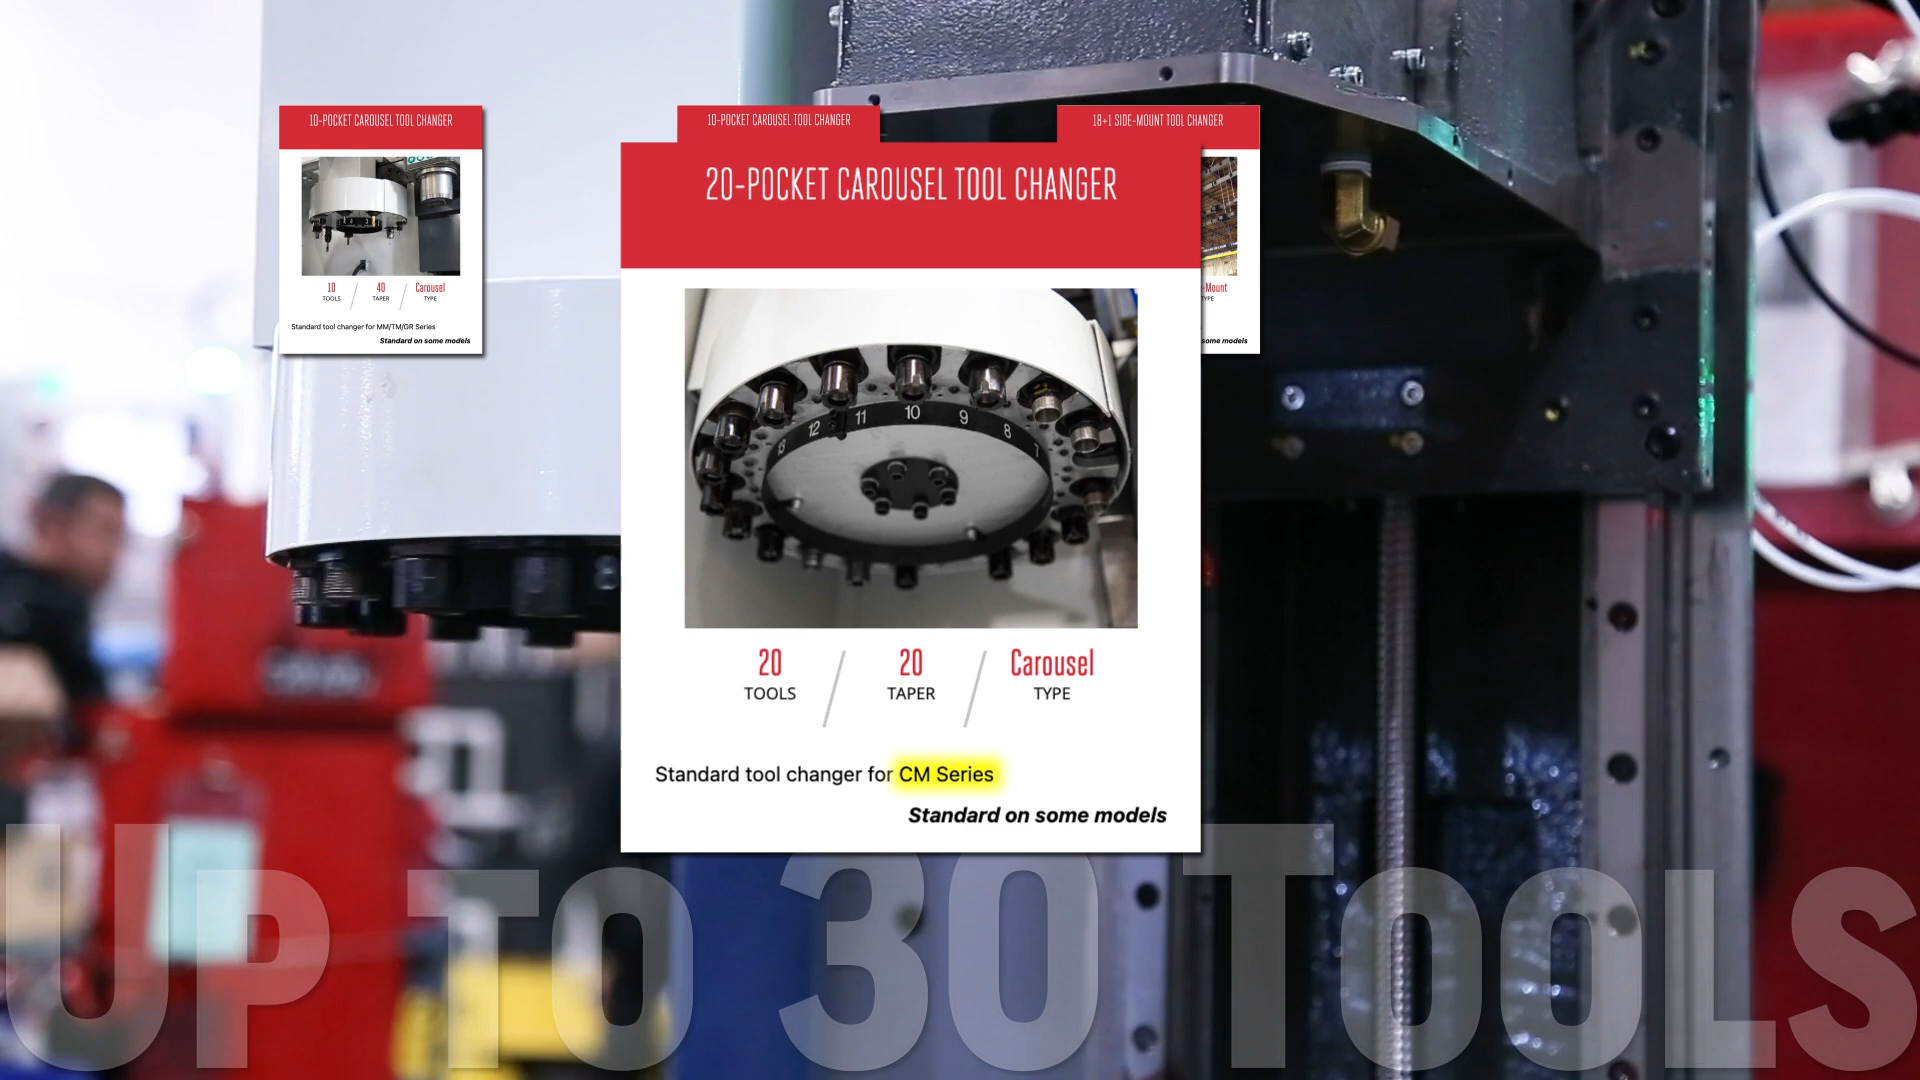 10-POCKET CAROUSEL TOOL CHANGER
10 40 Carousel
TOOLS TAPER TYPE
Standard tool changer for MM/TM/GR Series
Standard on some models
10-POCKET CAROUSEL TOOL CHANGER
18+1 SIDE-MOUNT TOOL CHANGER
-Mount
TYPE
some models
20-POCKET CAROUSEL TOOL CHANGER
13 12 11 10 9 8 7
20 20 Carousel
TOOLS TAPER TYPE
Standard tool changer for CM Series
Standard on some models
UP TO 30 TOOLS